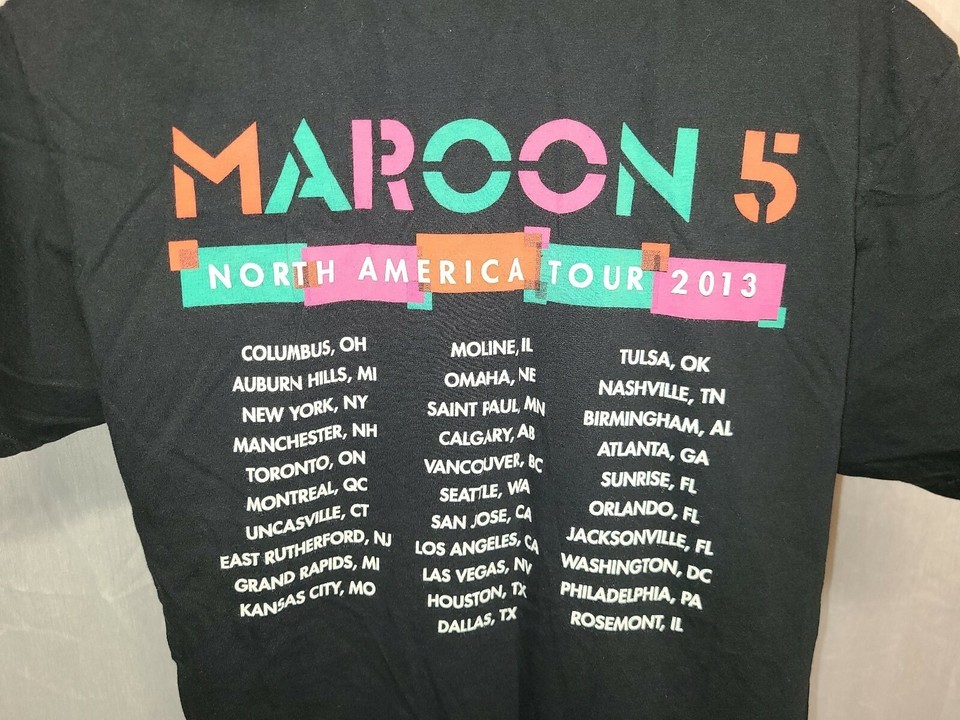 MAROON 5
NORTH AMERICA TOUR 2013
COLUMBUS, OH
AUBURN HILLS, MI
NEW YORK, NY
MANCHESTER, NH
TORONTO, ON
MONTREAL, QC
UNCASVILLE, CT
EAST RUTHERFORD, NJ
GRAND RAPIDS, MI
KANSAS CITY, MO
MOLINE, IL
OMAHA, NE
SAINT PAUL, MN
CALGARY, AB
VANCOUVER, BC
SEATTLE, WA
SAN JOSE, CA
LOS ANGELES, CA
LAS VEGAS, NV
HOUSTON, TX
DALLAS, TX
TULSA, OK
NASHVILLE, TN
BIRMINGHAM, AL
ATLANTA, GA
SUNRISE, FL
ORLANDO, FL
JACKSONVILLE, FL
WASHINGTON, DC
PHILADELPHIA, PA
ROSEMONT, IL